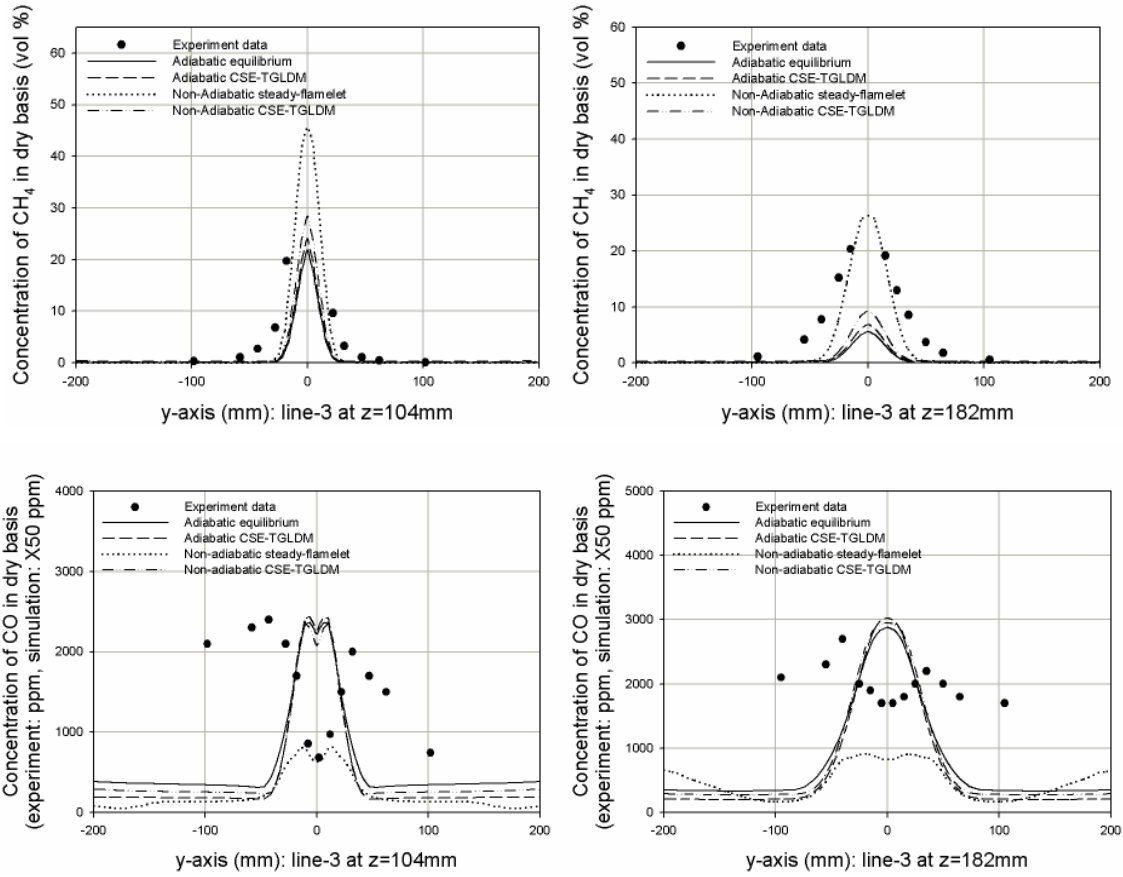 Concentration of CH4 in dry basis (vol %)
60
50
40
30
20
10
0
Experiment data
Adiabatic equilibrium
Adiabatic CSE-TGLDM
Non-Adiabatic steady-flamelet
Non-Adiabatic CSE-TGLDM
-200 -100 0 100 200
y-axis (mm): line-3 at z=104mm
Concentration of CH4 in dry basis (vol %)
60
50
40
30
20
10
0
Experiment data
Adiabatic equilibrium
Adiabatic CSE-TGLDM
Non-Adiabatic steady-flamelet
Non-Adiabatic CSE-TGLDM
-200 -100 0 100 200
y-axis (mm): line-3 at z=182mm
Concentration of CO in dry basis
(experiment: ppm, simulation: X50 ppm)
4000
3000
2000
1000
0
Experiment data
Adiabatic equilibrium
Adiabatic CSE-TGLDM
Non-adiabatic steady-flamelet
Non-adiabatic CSE-TGLDM
-200 -100 0 100 200
y-axis (mm): line-3 at z=104mm
Concentration of CO in dry basis
(experiment: ppm, simulation: X50 ppm)
5000
4000
3000
2000
1000
0
Experiment data
Adiabatic equilibrium
Adiabatic CSE-TGLDM
Non-adiabatic steady-flamelet
Non-adiabatic CSE-TGLDM
-200 -100 0 100 200
y-axis (mm): line-3 at z=182mm